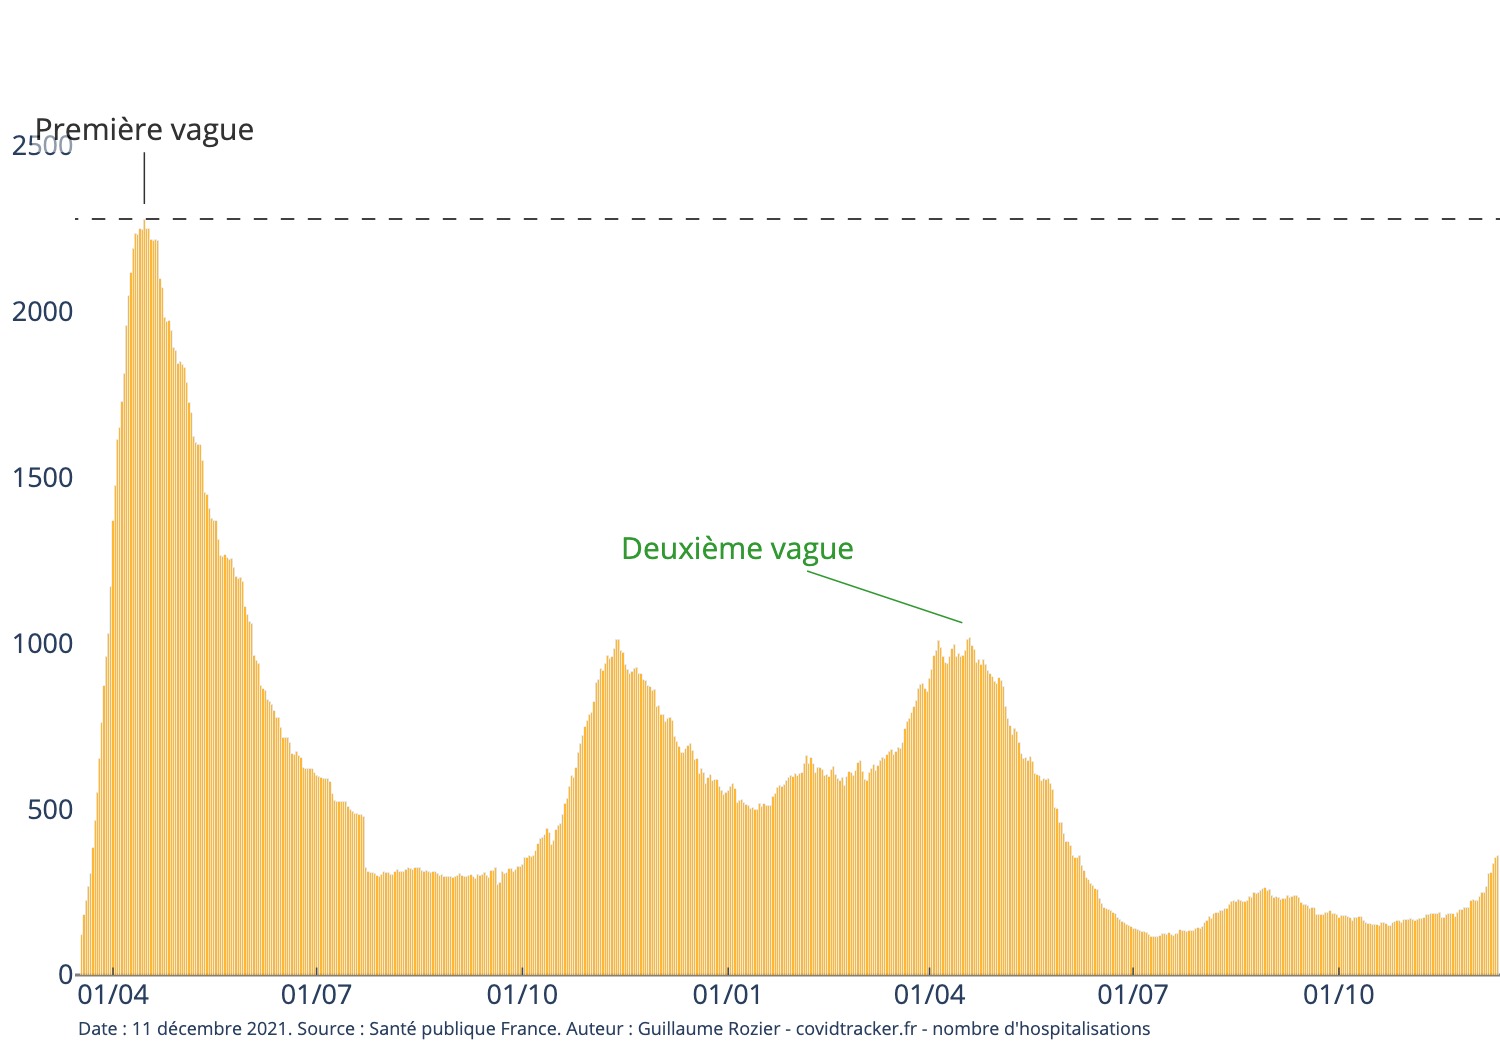 Première vague
2500
2000
1500
Deuxième vague
1000
500
0
01/04 01/07 01/10 01/01 01/04 01/07 01/10
Date : 11 décembre 2021. Source : Santé publique France. Auteur : Guillaume Rozier - covidtracker.fr - nombre d'hospitalisations